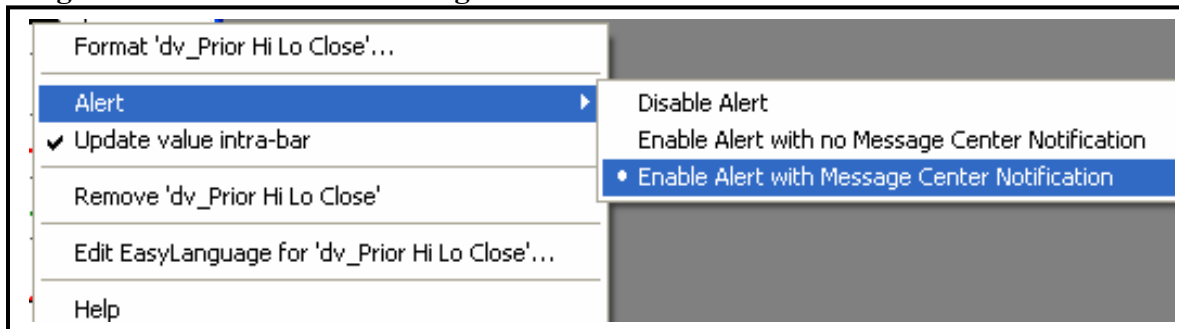 Format 'dv_Prior Hi Lo Close'...
Alert
Update value intra-bar
Remove 'dv_Prior Hi Lo Close'
Edit EasyLanguage for 'dv_Prior Hi Lo Close'...
Help
Disable Alert
Enable Alert with no Message Center Notification
Enable Alert with Message Center Notification